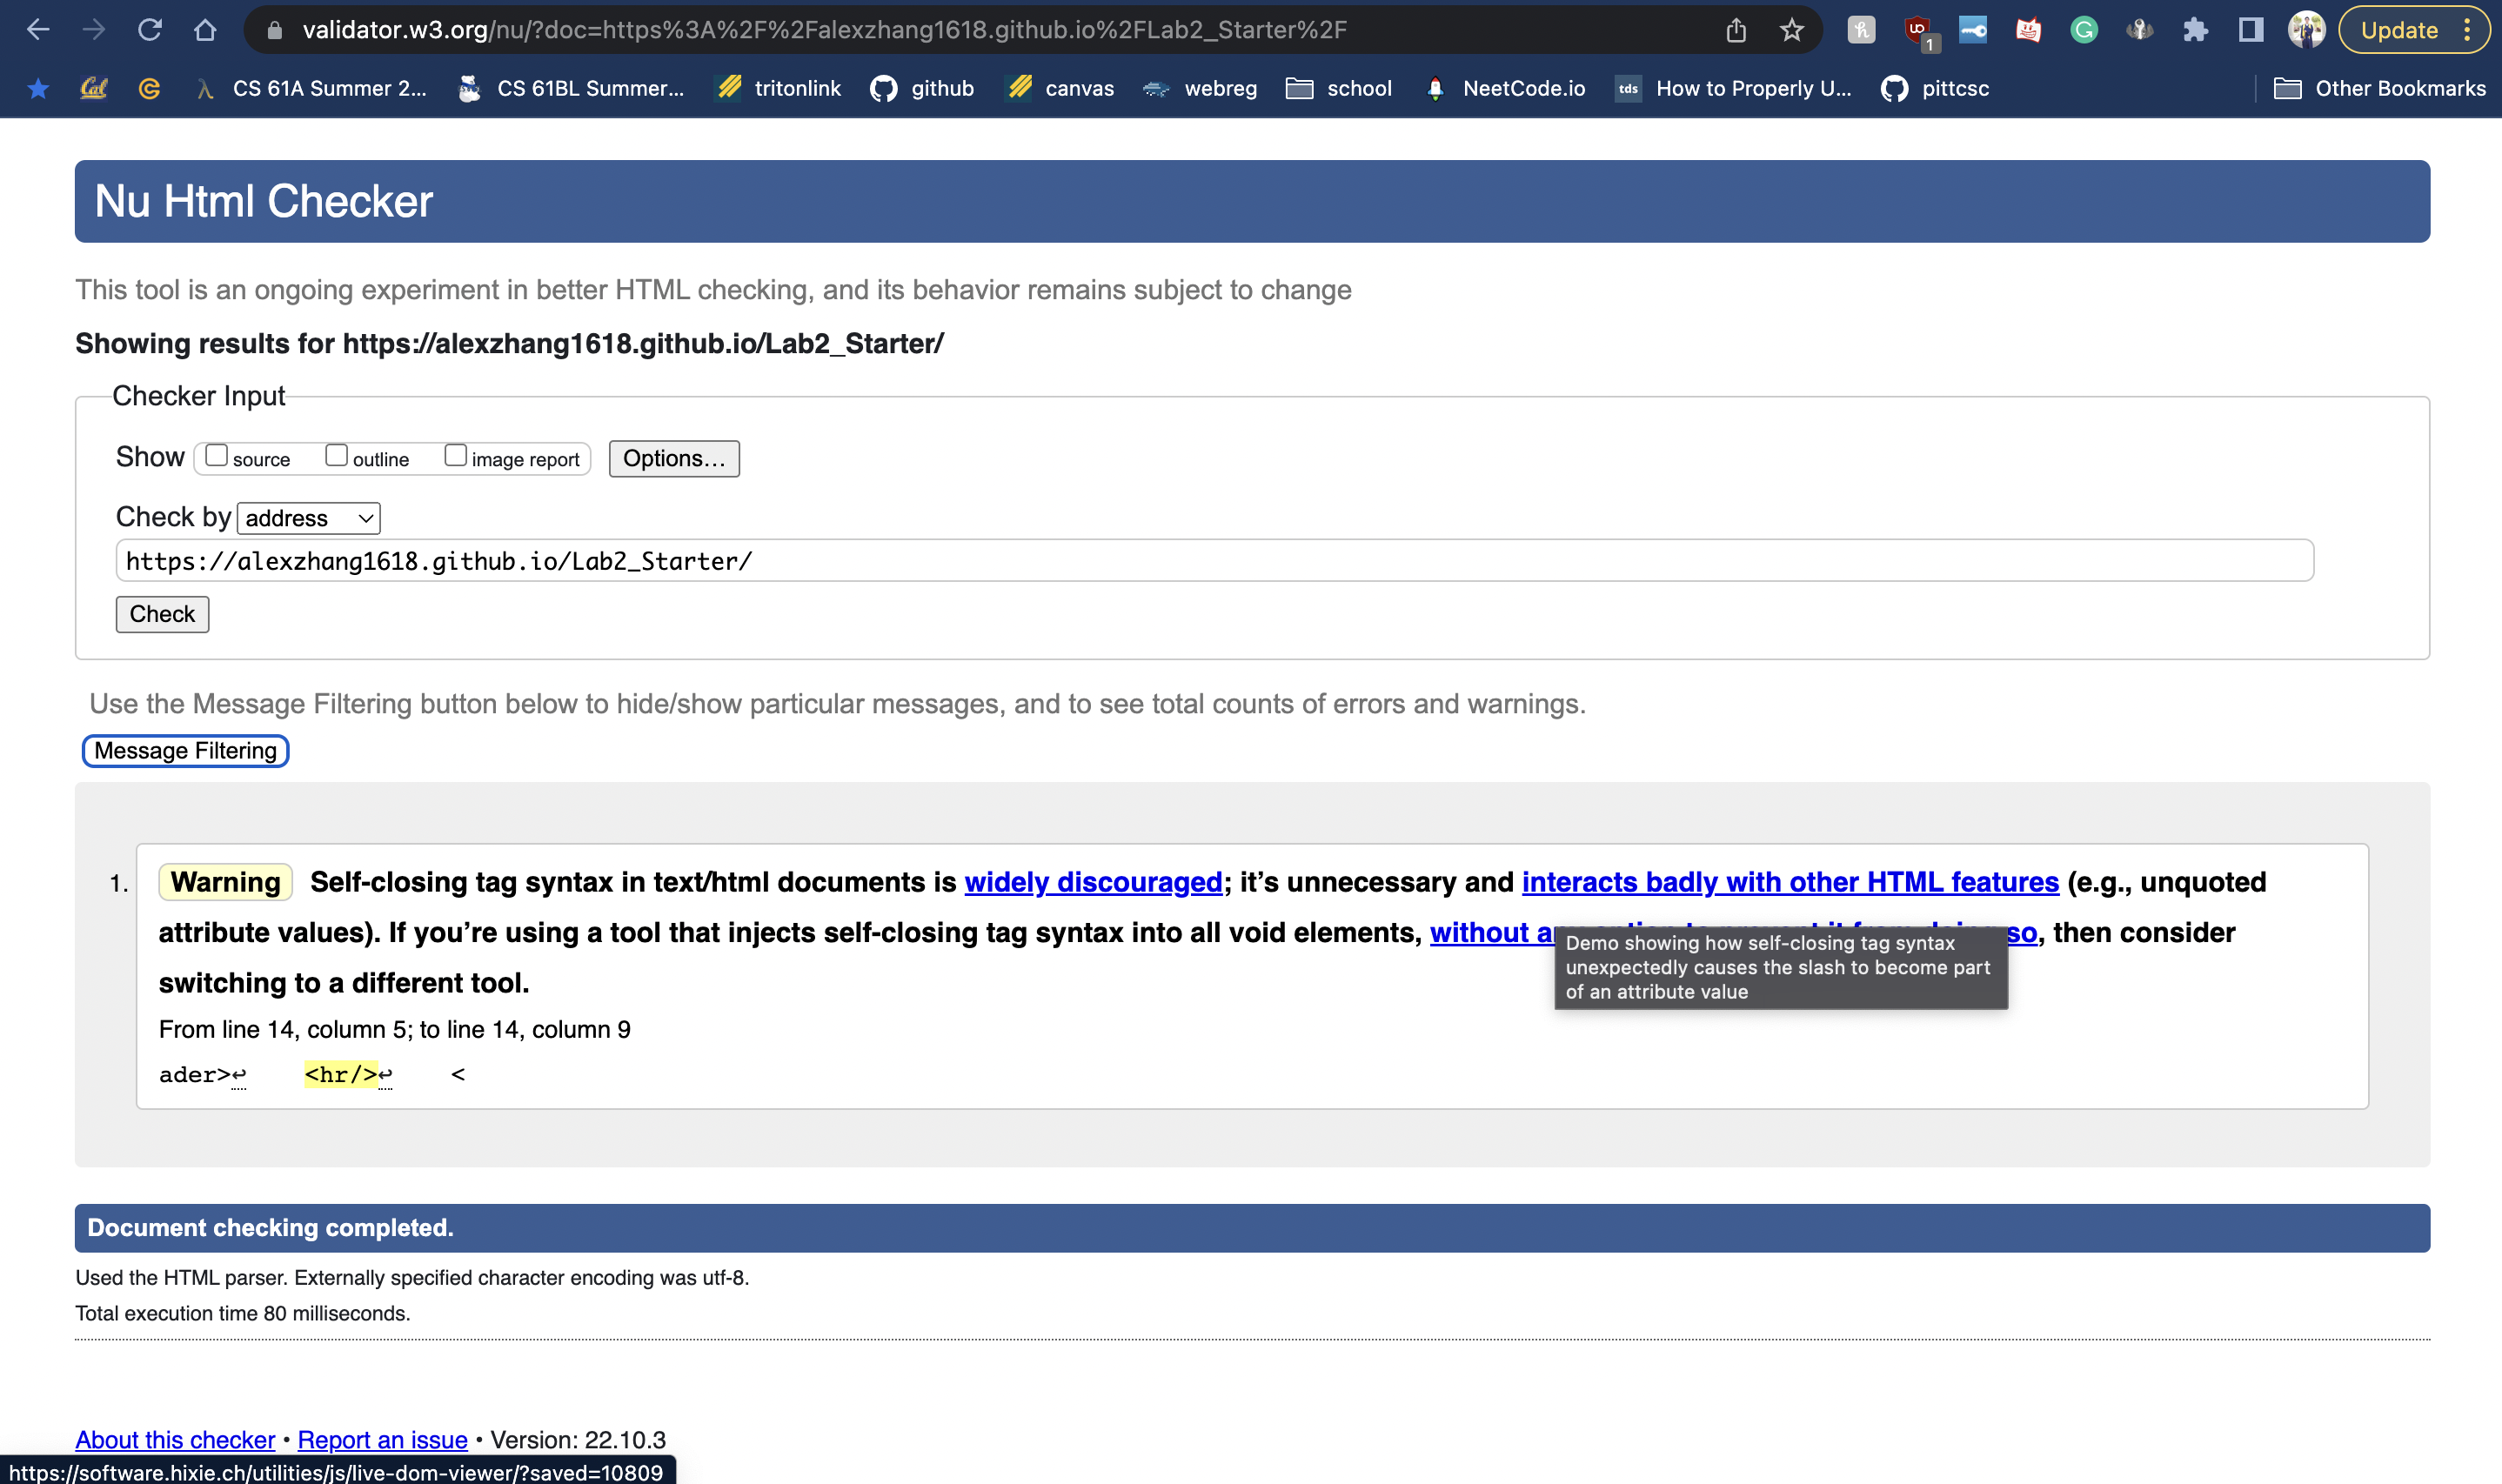 validator.w3.org/nu/?doc=https%3A%2F%2Falexzhang1618.github.io%2FLab2_Starter%2F
1
Update
CS 61A Summer 2...
CS 61BL Summer...
tritonlink
github
canvas
webreg
school
NeetCode.io
tds
How to Properly U...
pittcsc
Other Bookmarks
Nu Html Checker
This tool is an ongoing experiment in better HTML checking, and its behavior remains subject to change
Showing results for https://alexzhang1618.github.io/Lab2_Starter/
Checker Input
Show source outline image report Options...
Check by address
https://alexzhang1618.github.io/Lab2_Starter/
Check
Use the Message Filtering button below to hide/show particular messages, and to see total counts of errors and warnings.
Message Filtering
1. Warning Self-closing tag syntax in text/html documents is widely discouraged; it’s unnecessary and interacts badly with other HTML features (e.g., unquoted
attribute values). If you’re using a tool that injects self-closing tag syntax into all void elements, without so, then consider
Demo showing how self-closing tag syntax
unexpectedly causes the slash to become part
of an attribute value
switching to a different tool.
From line 14, column 5; to line 14, column 9
ader>↩ <hr/>↩ <
Document checking completed.
Used the HTML parser. Externally specified character encoding was utf-8.
Total execution time 80 milliseconds.
About this checker • Report an issue • Version: 22.10.3
https://software.hixie.ch/utilities/js/live-dom-viewer/?saved=10809